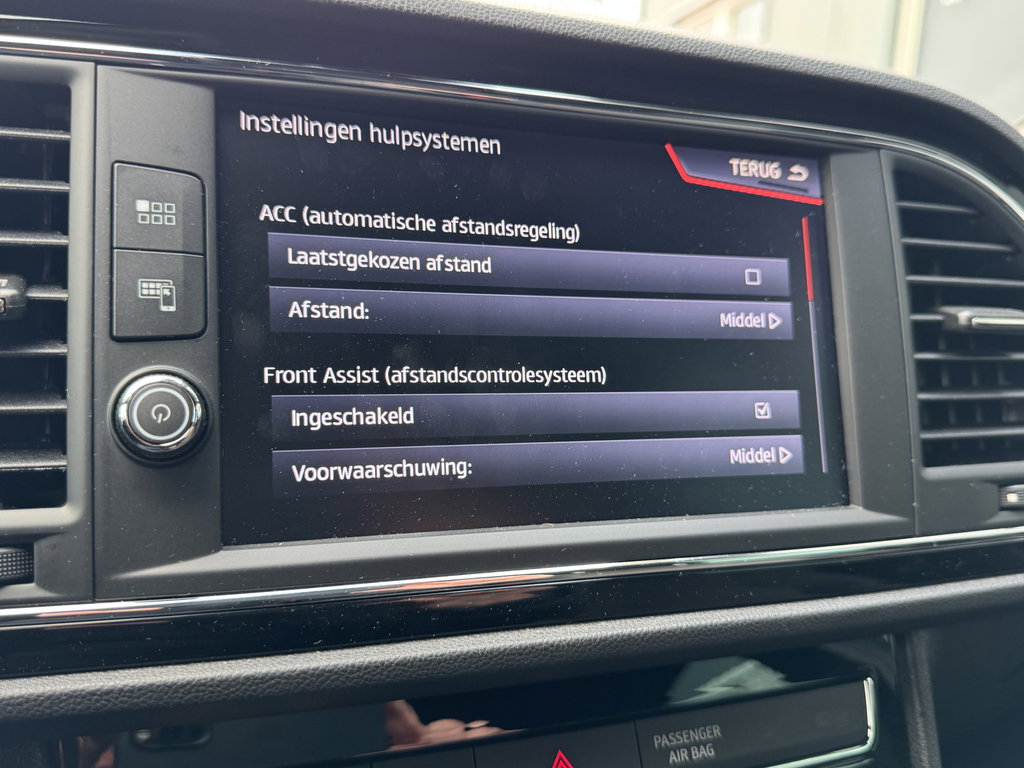 Instellingen hulpsystemen
TERUG
ACC (automatische afstandsregeling)
Laatstgekozen afstand
Afstand: Middel
Front Assist (afstandscontrolesysteem)
Ingeschakeld
Voorwaarschuwing: Middel
PASSENGER
AIR BAG